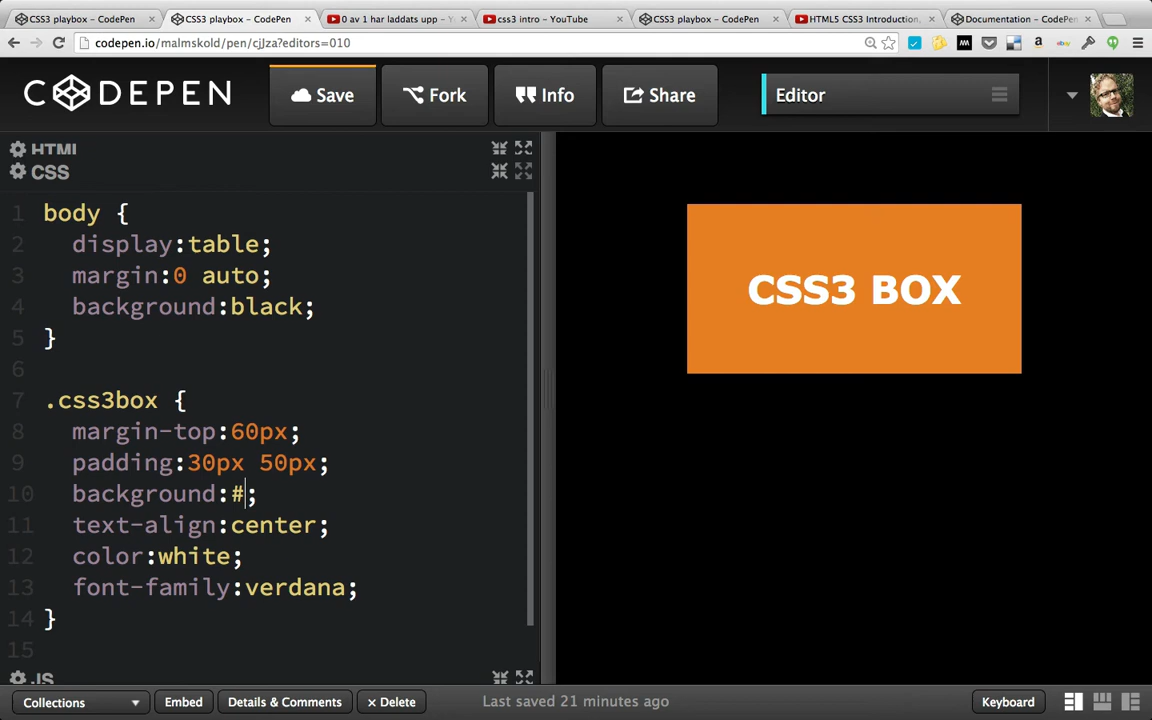 CSS3 playbox - CodePen
CSS3 playbox - CodePen
0 av 1 har laddats upp - Y
css3 intro - YouTube
CSS3 playbox - CodePen
HTML5 CSS3 Introduction,
Documentation - CodePen
codepen.io/malmskold/pen/cjJza?editors=010
CODEPEN
Save
Fork
Info
Share
Editor
HTML
CSS
1 body {
2 display:table;
3 margin:0 auto;
4 background:black;
5 }
6
7 .css3box {
8 margin-top:60px;
9 padding:30px 50px;
10 background:#;
11 text-align:center;
12 color:white;
13 font-family:verdana;
14 }
15
JS
CSS3 BOX
Collections
Embed
Details & Comments
× Delete
Last saved 21 minutes ago
Keyboard